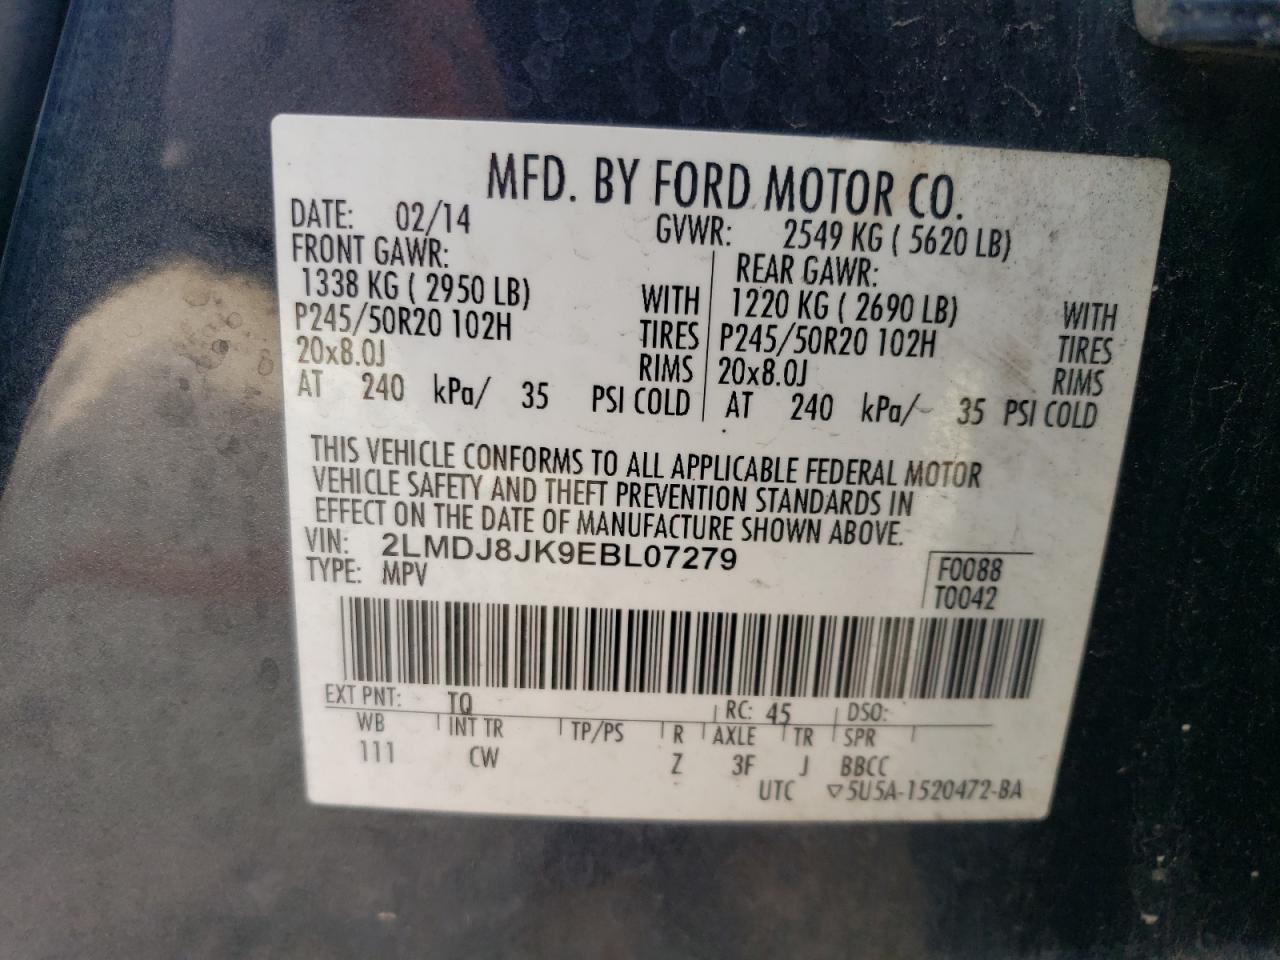 MFD. BY FORD MOTOR CO.
DATE: 02/14 GVWR: 2549 KG ( 5620 LB)
FRONT GAWR: REAR GAWR:
1338 KG ( 2950 LB) WITH 1220 KG ( 2690 LB) WITH
P245/50R20 102H TIRES P245/50R20 102H TIRES
20x8.0J RIMS 20x8.0J RIMS
AT 240 kPa/ 35 PSI COLD AT 240 kPa/ 35 PSI COLD
THIS VEHICLE CONFORMS TO ALL APPLICABLE FEDERAL MOTOR
VEHICLE SAFETY AND THEFT PREVENTION STANDARDS IN
EFFECT ON THE DATE OF MANUFACTURE SHOWN ABOVE.
VIN: 2LMDJ8JK9EBL07279
TYPE: MPV
F0088
T0042
EXT PNT: TQ RC: 45 DSO:
WB INT TR TP/PS R AXLE TR SPR
111 CW Z 3F J BBCC
UTC ▽5U5A-1520472-BA